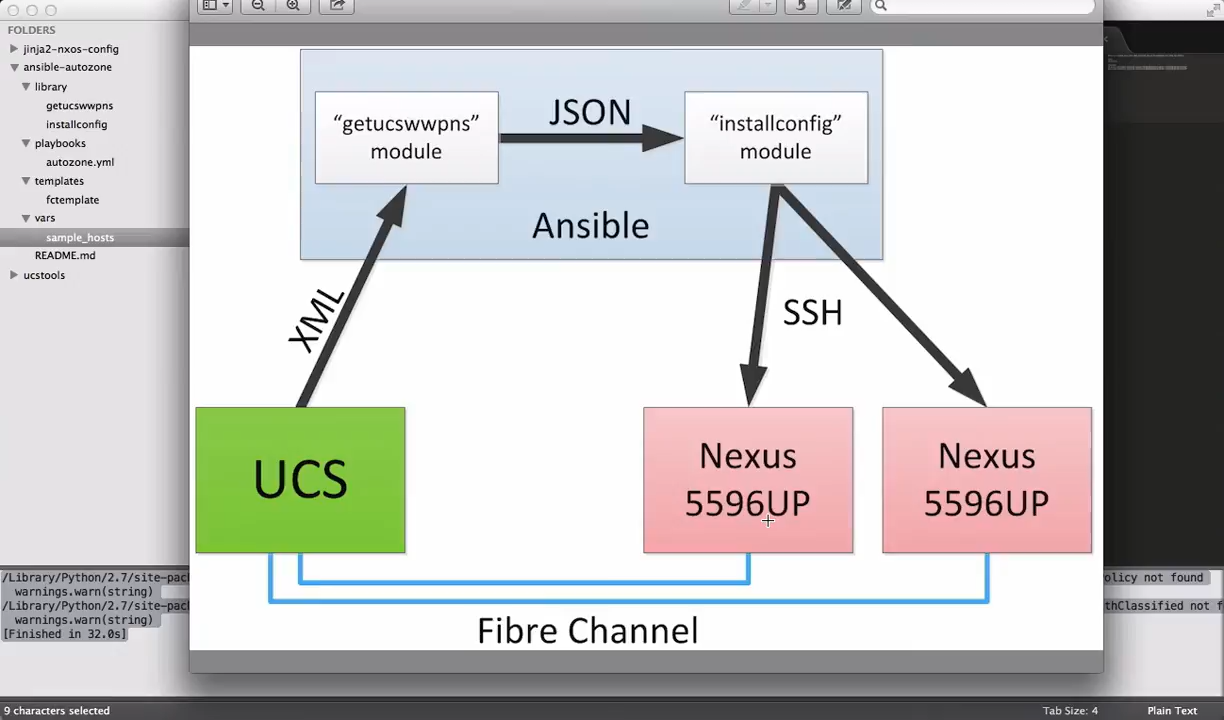 FOLDERS
jinja2-nxos-config
ansible-autozone
library
getucswwpns
installconfig
playbooks
autozone.yml
templates
fctemplate
vars
sample_hosts
README.md
ucstools
“getucswwpns”
module
JSON
“installconfig”
module
Ansible
XML
SSH
UCS
Nexus
5596UP
Nexus
5596UP
Fibre Channel
/Library/Python/2.7/site-pac
olicy not found
warnings.warn(string)
/Library/Python/2.7/site-pac
thClassified not f
warnings.warn(string)
[Finished in 32.0s]
9 characters selected
Tab Size: 4
Plain Text